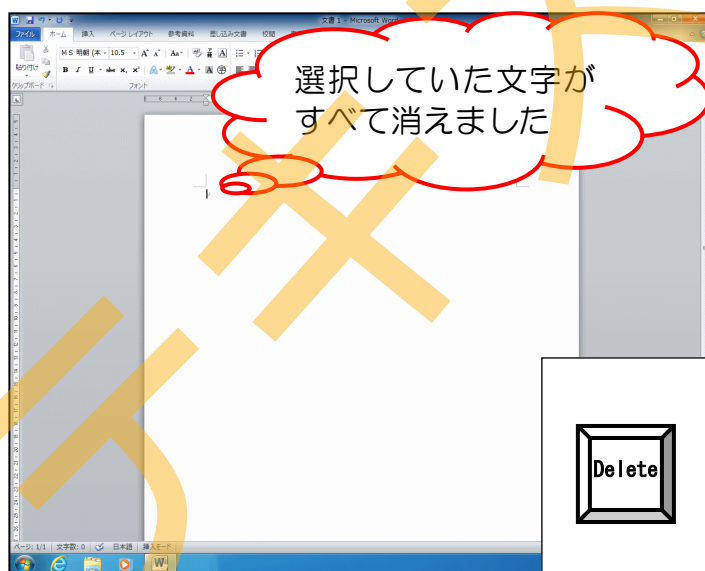 文書 1 - Microsoft Word
ファイル ホーム 挿入 ページ レイアウト 参考資料 差し込み文書 校閲
貼り付け
MS 明朝 (本 10.5
クリップボード フォント
選択していた文字が
すべて消えました
Delete
ページ: 1/1 文字数: 0 日本語 挿入モード